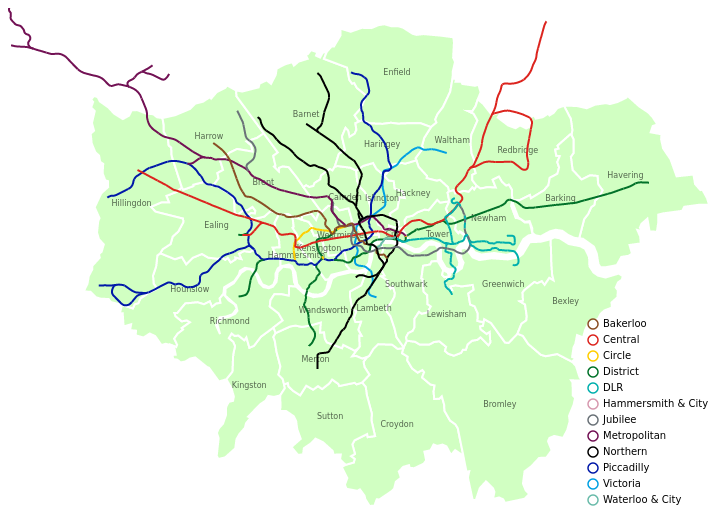 Enfield
Barnet
Harrow
Haringey
Waltham
Redbridge
Havering
Brent
Camden
Islington
Hackney
Barking
Hillingdon
Ealing
Westminster
Tower
Newham
Kensington
Hammersmith
Hounslow
Southwark
Greenwich
Bexley
Wandsworth
Lambeth
Lewisham
Richmond
Merton
Kingston
Sutton
Croydon
Bromley
Bakerloo
Central
Circle
District
DLR
Hammersmith & City
Jubilee
Metropolitan
Northern
Piccadilly
Victoria
Waterloo & City